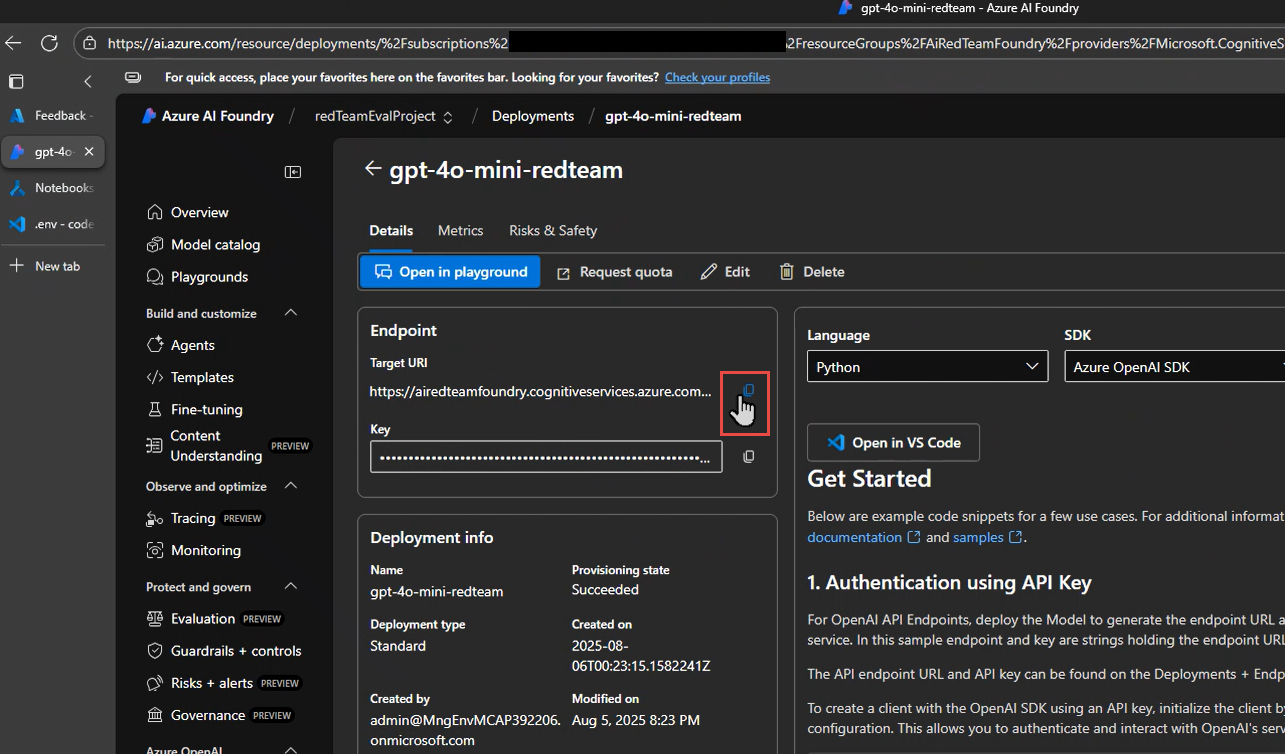 gpt-4o-mini-redteam - Azure AI Foundry
https://ai.azure.com/resource/deployments/%2Fsubscriptions%2 2FresourceGroups%2FAiRedTeamFoundry%2Fproviders%2FMicrosoft.CognitiveS
For quick access, place your favorites here on the favorites bar. Looking for your favorites? Check your profiles
Feedback -
gpt-4o-
Notebooks
.env - code
New tab
Azure AI Foundry / redTeamEvalProject / Deployments / gpt-4o-mini-redteam
Overview
Model catalog
Playgrounds
Build and customize
Agents
Templates
Fine-tuning
Content
Understanding PREVIEW
Observe and optimize
Tracing PREVIEW
Monitoring
Protect and govern
Evaluation PREVIEW
Guardrails + controls
Risks + alerts PREVIEW
Governance PREVIEW
Azure OpenAI
gpt-4o-mini-redteam
Details Metrics Risks & Safety
Open in playground Request quota Edit Delete
Endpoint
Target URI
https://airedteamfoundry.cognitiveservices.azure.com...
Key
••••••••••••••••••••••••••••••••••••••••••••••••••••••••...
Deployment info
Name
gpt-4o-mini-redteam
Provisioning state
Succeeded
Deployment type
Standard
Created on
2025-08-
06T00:23:15.1582241Z
Created by
admin@MngEnvMCAP392206.
onmicrosoft.com
Modified on
Aug 5, 2025 8:23 PM
Language
Python
SDK
Azure OpenAI SDK
Open in VS Code
Get Started
Below are example code snippets for a few use cases. For additional informat
documentation and samples .
1. Authentication using API Key
For OpenAI API Endpoints, deploy the Model to generate the endpoint URL a
service. In this sample endpoint and key are strings holding the endpoint URL
The API endpoint URL and API key can be found on the Deployments + Endp
To create a client with the OpenAI SDK using an API key, initialize the client by
configuration. This allows you to authenticate and interact with OpenAI's serv